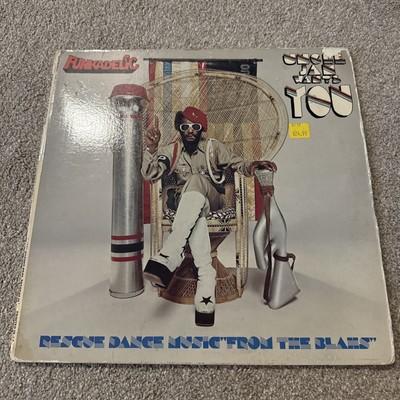 FUNKADELIC
UNCLE
JAM
WANTS
YOU
RESCUE DANCE MUSIC "FROM THE BLAHS"